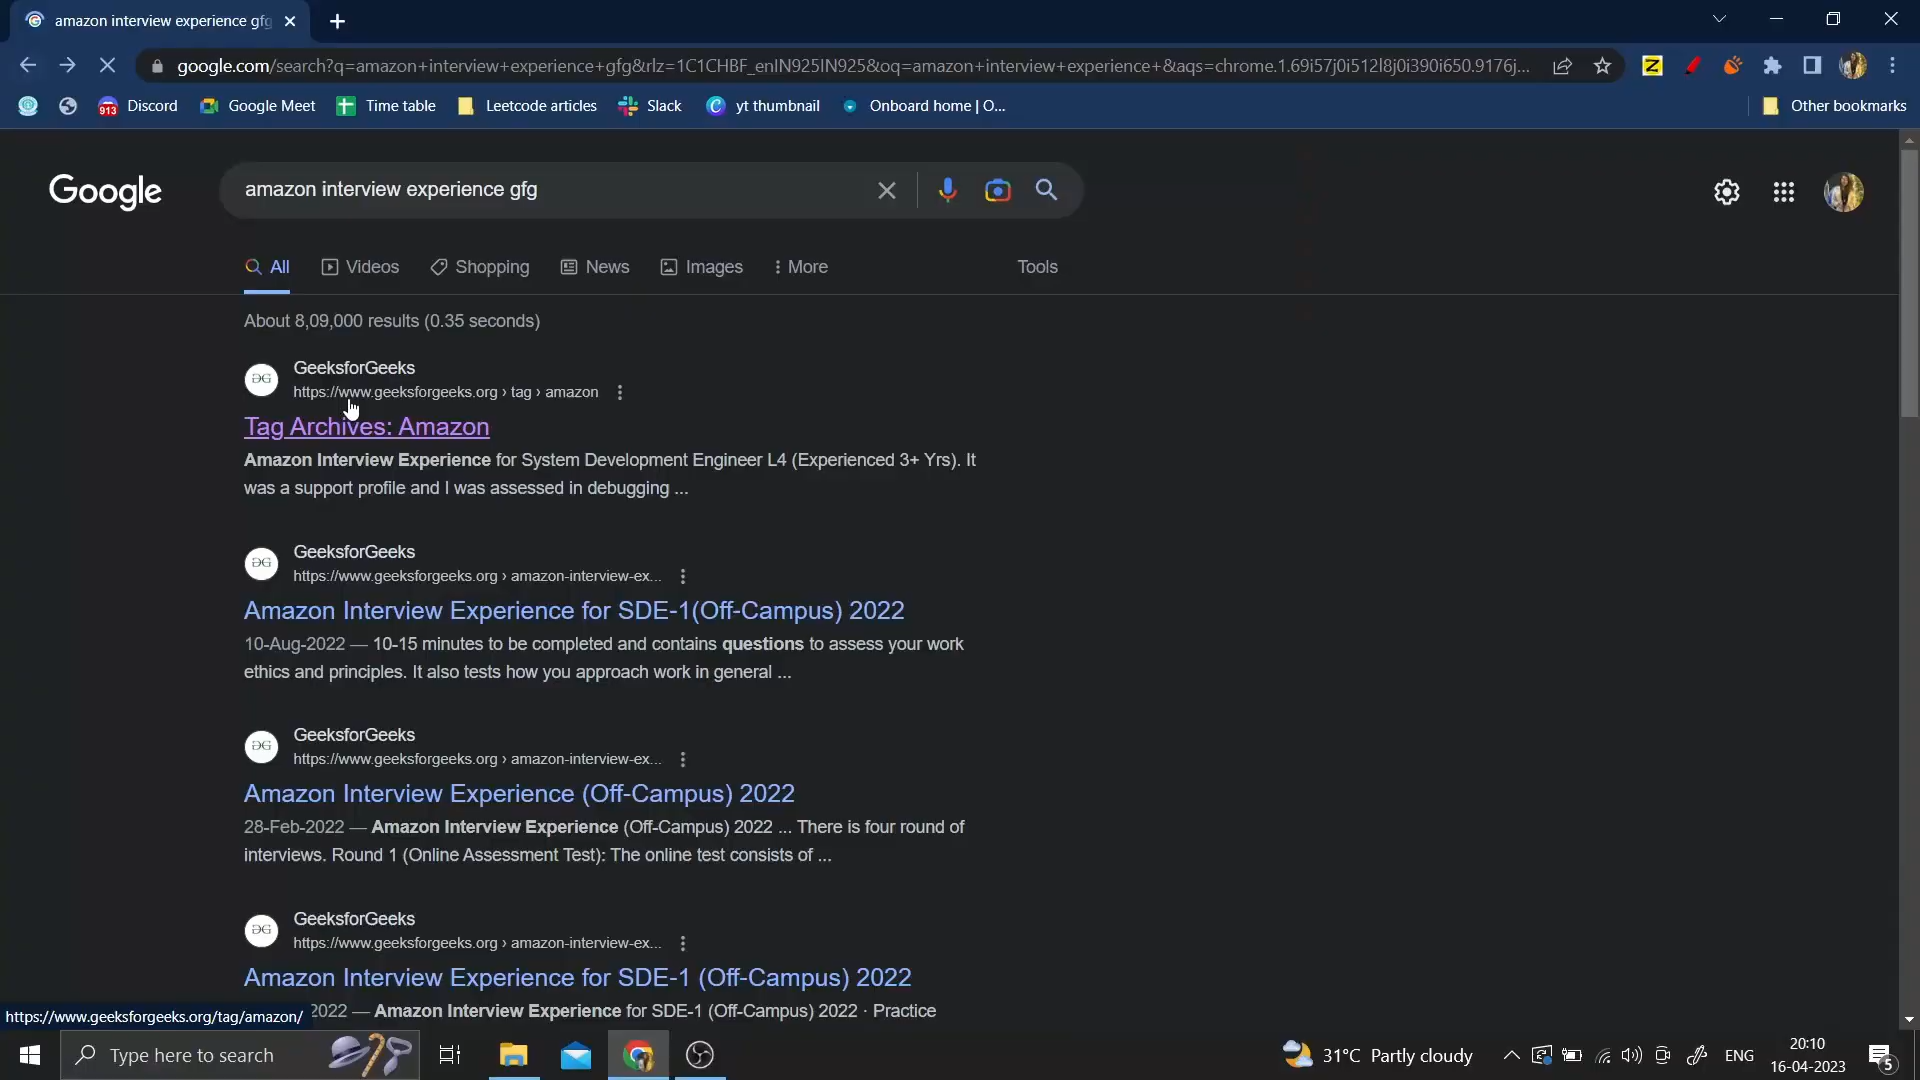 amazon interview experience gfg
google.com/search?q=amazon+interview+experience+gfg&rlz=1C1CHBF_enIN925IN925&oq=amazon+interview+experience+&aqs=chrome.1.69i57j0i512l8j0i390i650.9176j...
913
Discord
Google Meet
Time table
Leetcode articles
Slack
yt thumbnail
Onboard home | O...
Other bookmarks
Google
amazon interview experience gfg
All
Videos
Shopping
News
Images
More
Tools
About 8,09,000 results (0.35 seconds)
GeeksforGeeks
https://www.geeksforgeeks.org › tag › amazon
Tag Archives: Amazon
Amazon Interview Experience for System Development Engineer L4 (Experienced 3+ Yrs). It
was a support profile and I was assessed in debugging ...
GeeksforGeeks
https://www.geeksforgeeks.org › amazon-interview-ex...
Amazon Interview Experience for SDE-1(Off-Campus) 2022
10-Aug-2022 — 10-15 minutes to be completed and contains questions to assess your work
ethics and principles. It also tests how you approach work in general ...
GeeksforGeeks
https://www.geeksforgeeks.org › amazon-interview-ex...
Amazon Interview Experience (Off-Campus) 2022
28-Feb-2022 — Amazon Interview Experience (Off-Campus) 2022 ... There is four round of
interviews. Round 1 (Online Assessment Test): The online test consists of ...
GeeksforGeeks
https://www.geeksforgeeks.org › amazon-interview-ex...
Amazon Interview Experience for SDE-1 (Off-Campus) 2022
2022 — Amazon Interview Experience for SDE-1 (Off-Campus) 2022 · Practice
https://www.geeksforgeeks.org/tag/amazon/
Type here to search
31°C Partly cloudy
ENG
20:10
16-04-2023
5